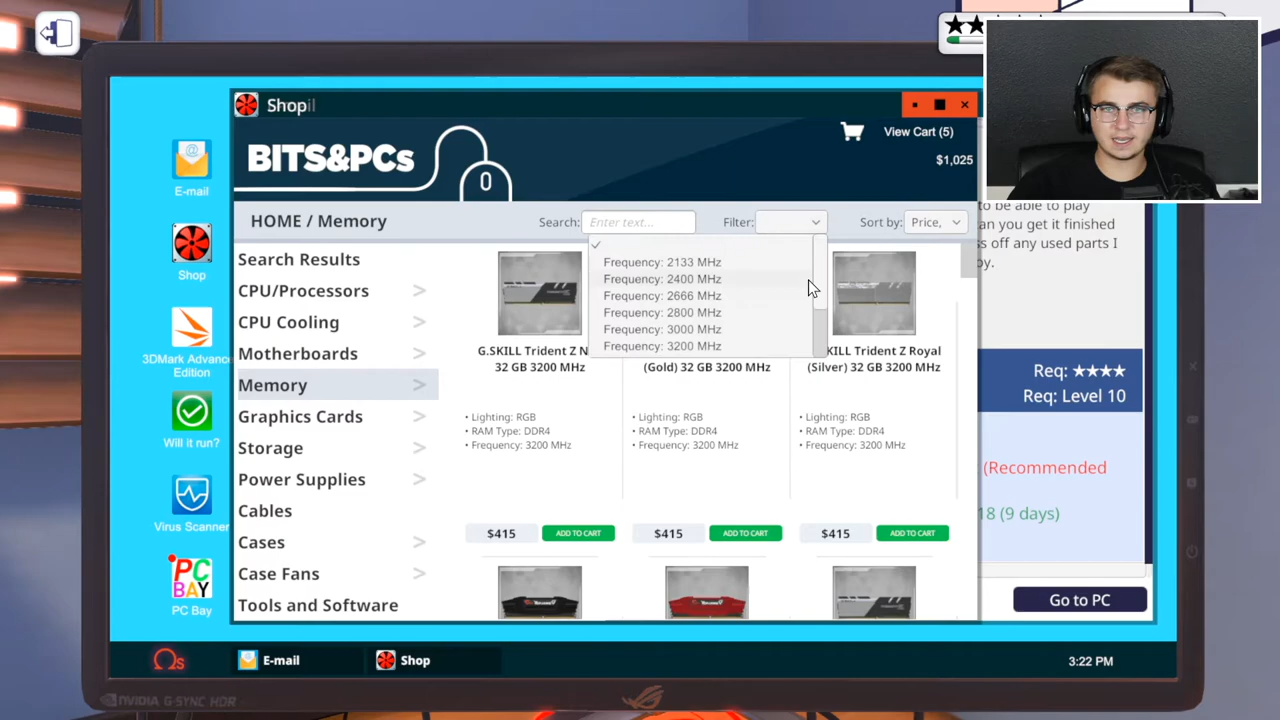 Shop
BITS&PCs
View Cart (5)
$1,025
HOME / Memory
Search: Enter text...
Filter:
Sort by: Price,
Search Results
CPU/Processors >
CPU Cooling >
Motherboards >
Memory >
Graphics Cards >
Storage >
Power Supplies >
Cables
Cases >
Case Fans >
Tools and Software
Frequency: 2133 MHz
Frequency: 2400 MHz
Frequency: 2666 MHz
Frequency: 2800 MHz
Frequency: 3000 MHz
Frequency: 3200 MHz
G.SKILL Trident Z N
32 GB 3200 MHz
(Gold) 32 GB 3200 MHz
KILL Trident Z Royal
(Silver) 32 GB 3200 MHz
• Lighting: RGB
• RAM Type: DDR4
• Frequency: 3200 MHz
• Lighting: RGB
• RAM Type: DDR4
• Frequency: 3200 MHz
• Lighting: RGB
• RAM Type: DDR4
• Frequency: 3200 MHz
$415 ADD TO CART
$415 ADD TO CART
$415 ADD TO CART
E-mail
Shop
3DMark Advanc
Edition
Will it run?
Virus Scanner
PC
BAY
PC Bay
to be able to play
an you get it finished
s off any used parts I
by.
Req: ★★★★
Req: Level 10
(Recommended
18 (9 days)
Go to PC
E-mail
Shop
3:22 PM
NVIDIA G-SYNC HDR